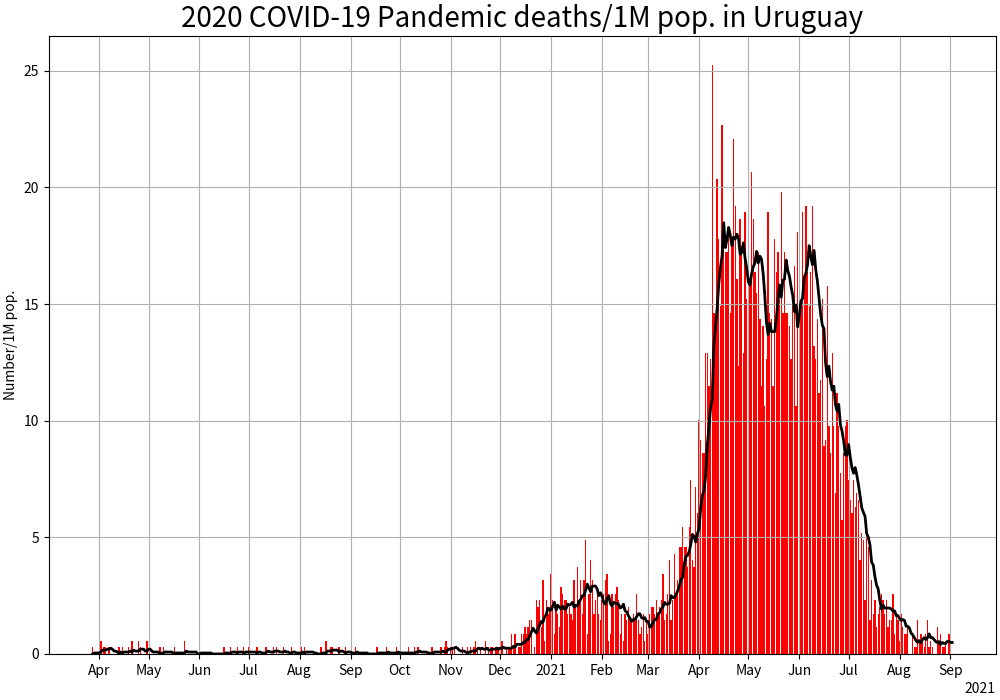 2020 COVID-19 Pandemic deaths/1M pop. in Uruguay
Number/1M pop.
25
20
15
10
5
0
Apr May Jun Jul Aug Sep Oct Nov Dec 2021 Feb Mar Apr May Jun Jul Aug Sep
2021